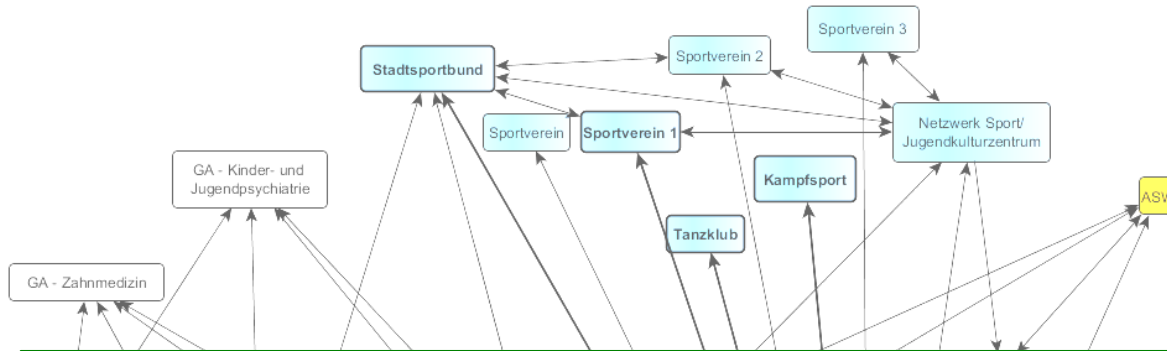 Sportverein 3
Sportverein 2
Stadtsportbund
Netzwerk Sport/
Jugendkulturzentrum
Sportverein
Sportverein 1
GA - Kinder- und
Jugendpsychiatrie
Kampfsport
ASW
Tanzklub
GA - Zahnmedizin